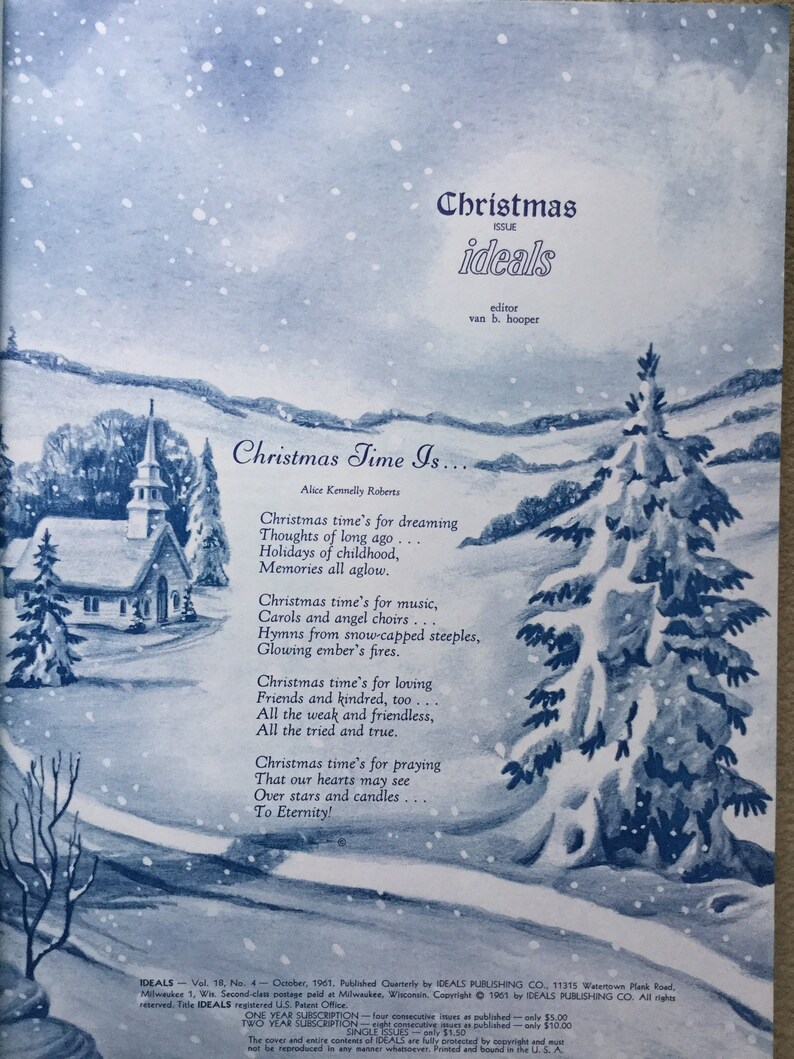 Christmas
ISSUE
ideals
editor
van b. hooper
Christmas Time Is...
Alice Kennelly Roberts
Christmas time's for dreaming
Thoughts of long ago . . .
Holidays of childhood,
Memories all aglow.
Christmas time's for music,
Carols and angel choirs . . .
Hymns from snow-capped steeples,
Glowing ember's fires.
Christmas time's for loving
Friends and kindred, too . . .
All the weak and friendless,
All the tried and true.
Christmas time's for praying
That our hearts may see
Over stars and candles . . .
To Eternity!
©
IDEALS — Vol. 18, No. 4 — October, 1961. Published Quarterly by IDEALS PUBLISHING CO., 11315 Watertown Plank Road,
Milwaukee 1, Wis. Second-class postage paid at Milwaukee, Wisconsin. Copyright © 1961 by IDEALS PUBLISHING CO. All rights
reserved. Title IDEALS registered U.S. Patent Office.
ONE YEAR SUBSCRIPTION — four consecutive issues as published — only $5.00
TWO YEAR SUBSCRIPTION — eight consecutive issues as published — only $10.00
SINGLE ISSUES — only $1.50
The cover and entire contents of IDEALS are fully protected by copyright and must
not be reproduced in any manner whatsoever. Printed and bound in the U. S. A.